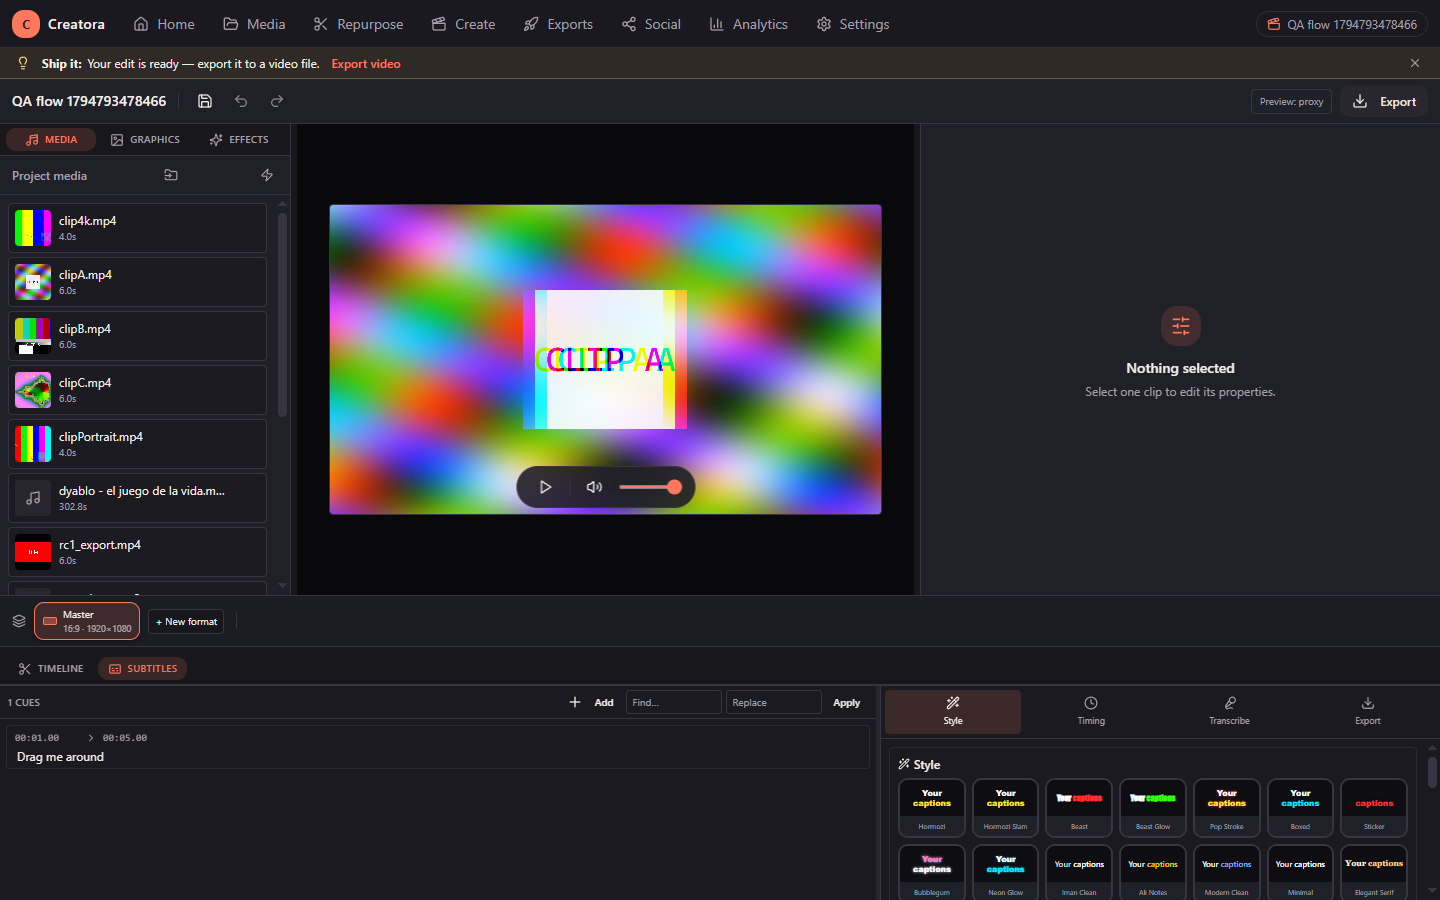 C Creatora Home Media Repurpose Create Exports Social Analytics Settings QA flow 1794793478466
Ship it: Your edit is ready — export it to a video file. Export video
QA flow 1794793478466
Preview: proxy Export
MEDIA GRAPHICS EFFECTS
Project media
clip4k.mp4
4.0s
clipA.mp4
6.0s
clipB.mp4
6.0s
clipC.mp4
6.0s
clipPortrait.mp4
4.0s
dyablo - el juego de la vida.m...
302.8s
rc1_export.mp4
6.0s
CLIP A
Nothing selected
Select one clip to edit its properties.
Master
16:9 · 1920×1080
+ New format
TIMELINE SUBTITLES
1 CUES
Add Find... Replace Apply
00:01.00 > 00:05.00
Drag me around
Style Timing Transcribe Export
Style
Your captions
Hormozi
Your captions
Hormozi Slam
Your captions
Beast
Your captions
Beast Glow
Your captions
Pop Stroke
Your captions
Boxed
captions
Sticker
Your captions
Bubblegum
Your captions
Neon Glow
Your captions
Iman Clean
Your captions
Ali Notes
Your captions
Modern Clean
Your captions
Minimal
Your captions
Elegant Serif